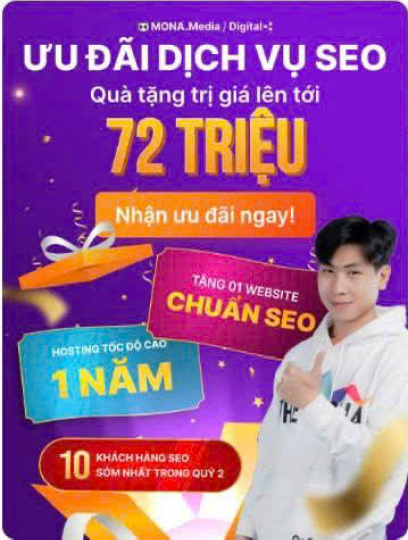 MONA.Media / Digital
ƯU ĐÃI DỊCH VỤ SEO
Quà tặng trị giá lên tới
72 TRIỆU
Nhận ưu đãi ngay!
TẶNG 01 WEBSITE
CHUẨN SEO
HOSTING TỐC ĐỘ CAO
1 NĂM
THE
10 KHÁCH HÀNG SEO
SỚM NHẤT TRONG QUÝ 2